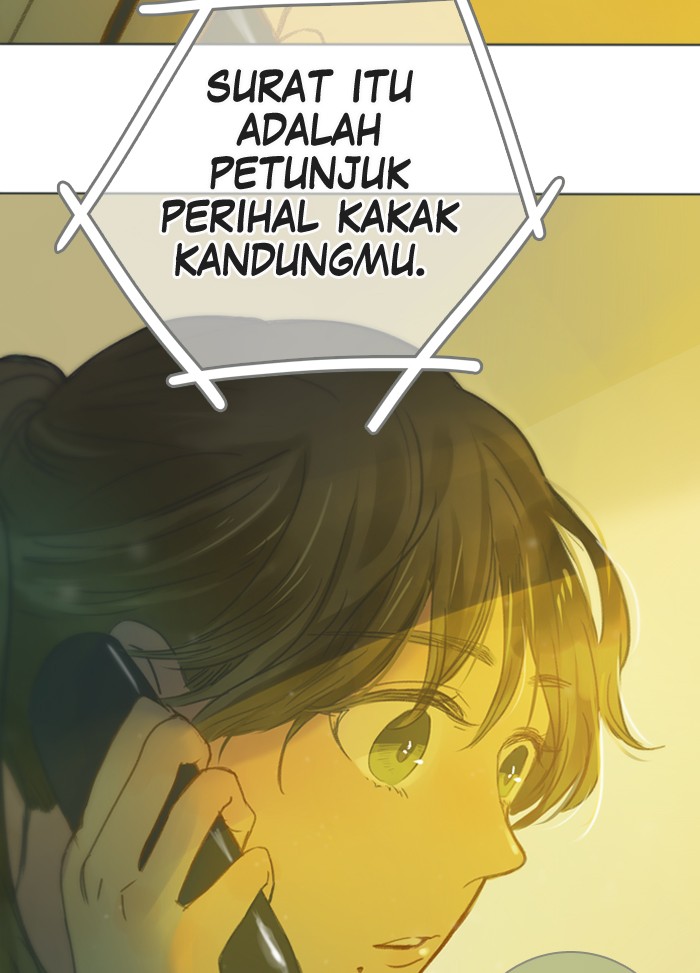 SURAT ITU
ADALAH
PETUNJUK
PERIHAL KAKAK
KANDUNGMU.